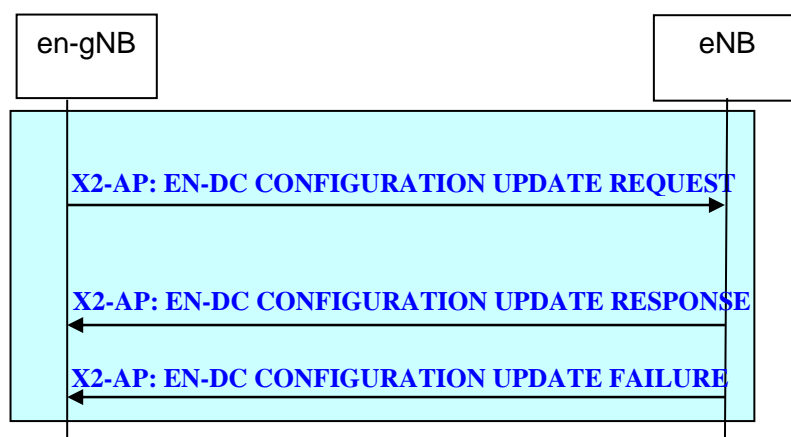 en-gNB
eNB
X2-AP: EN-DC CONFIGURATION UPDATE REQUEST
X2-AP: EN-DC CONFIGURATION UPDATE RESPONSE
X2-AP: EN-DC CONFIGURATION UPDATE FAILURE